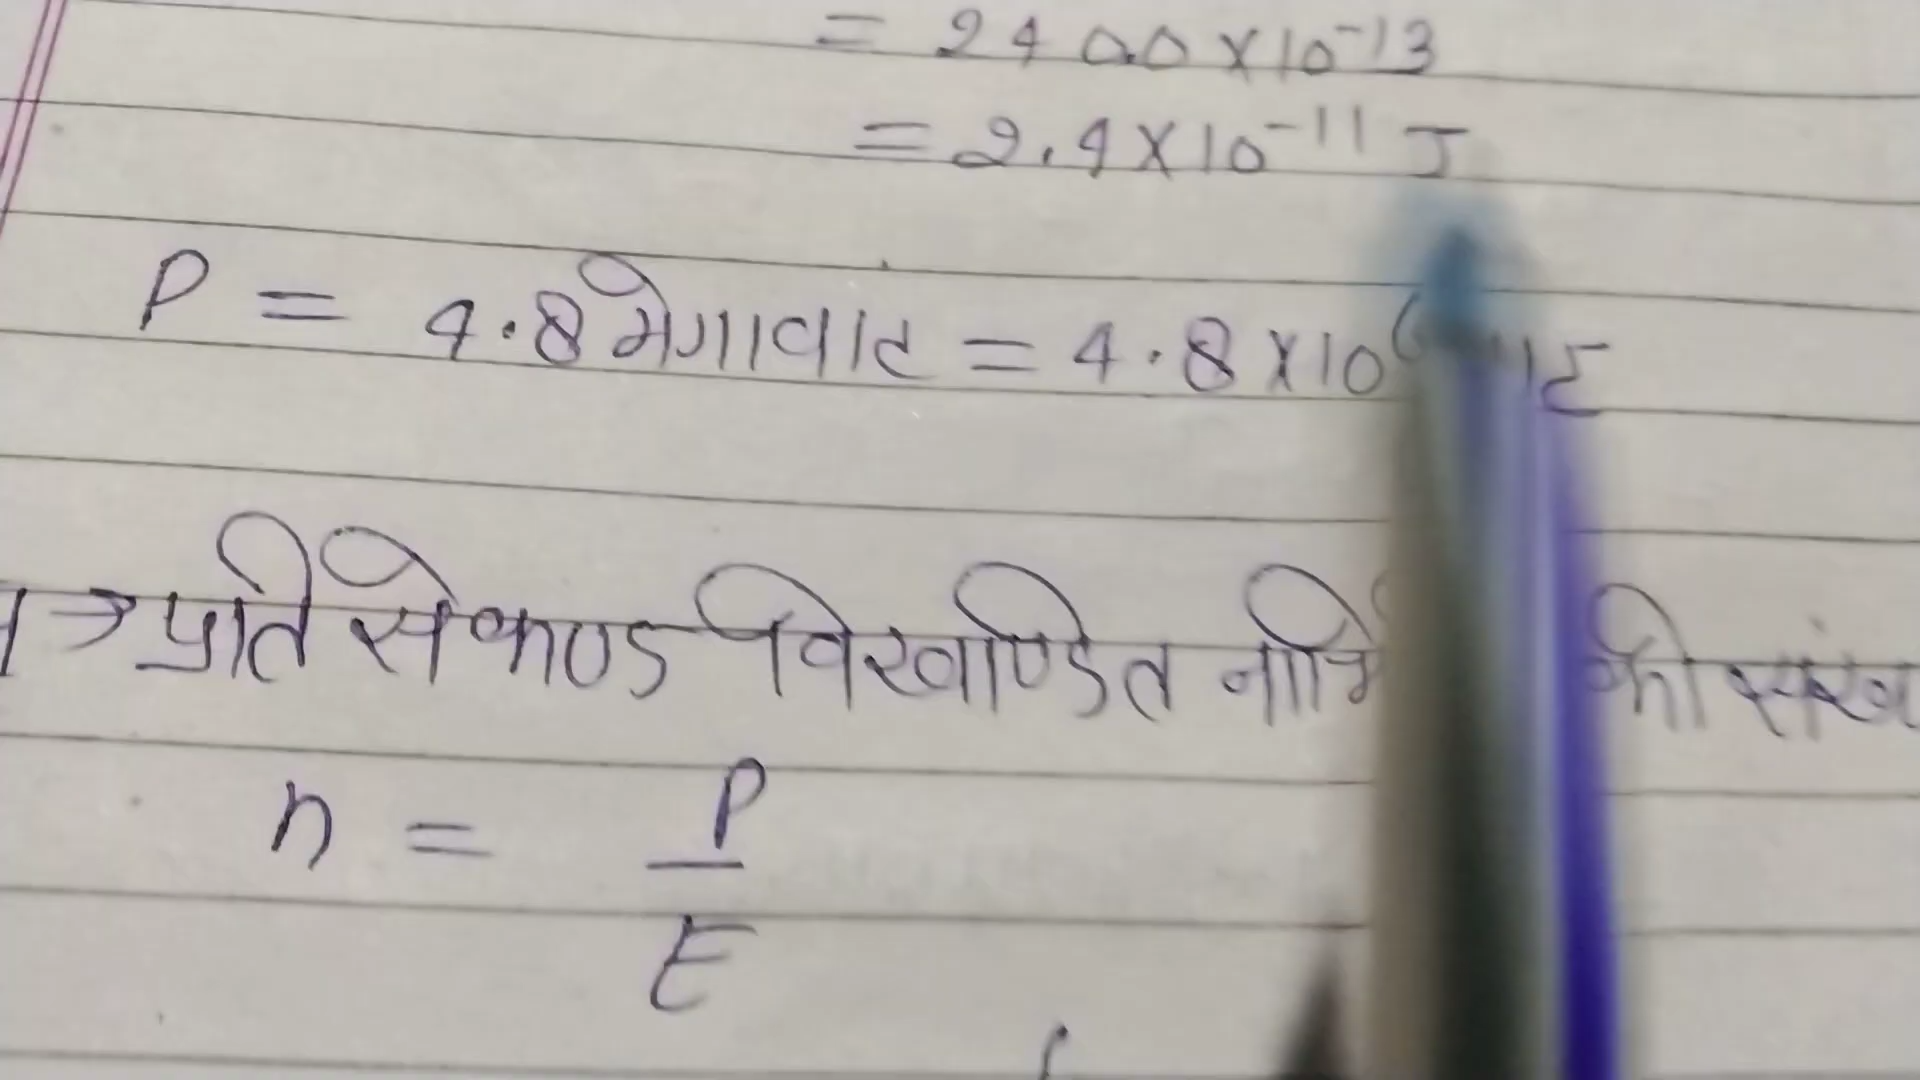 = 2400×10⁻¹³
= 2.4×10⁻¹¹ J
P = 4.8 मेगावाट = 4.8×10
→ प्रति सेकण्ड विखण्डित की
n = P
E